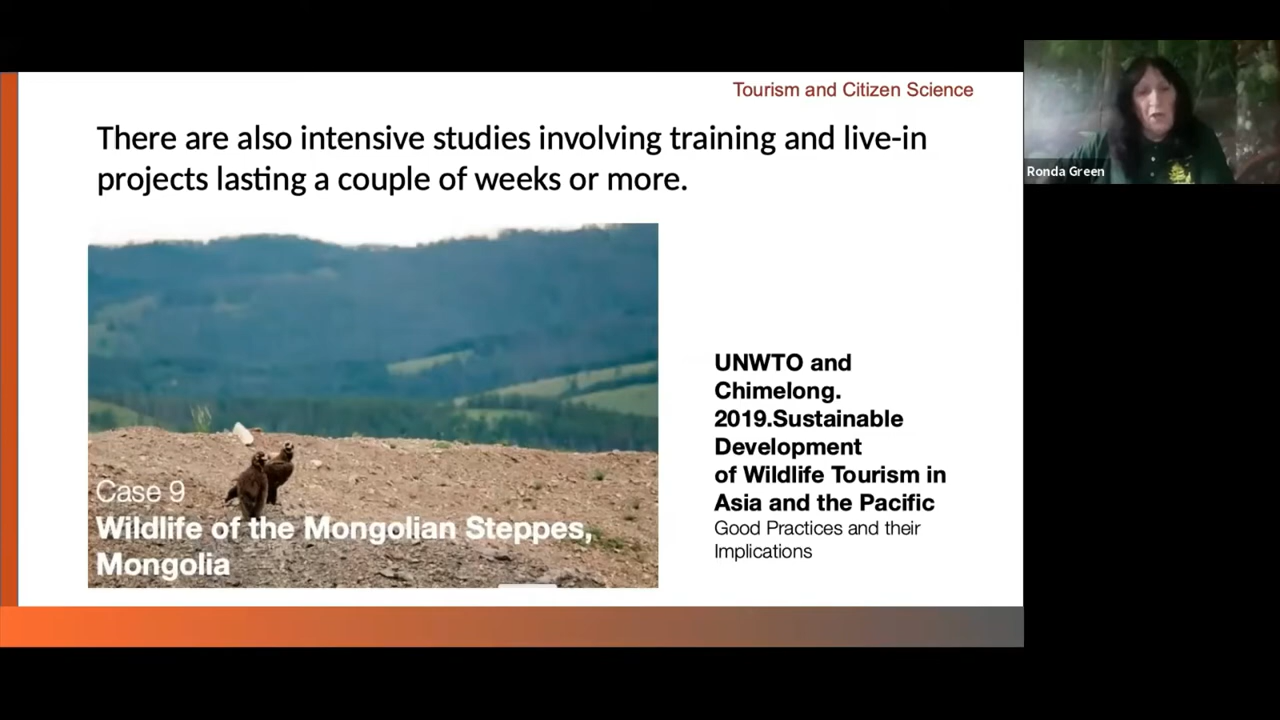 Tourism and Citizen Science
There are also intensive studies involving training and live-in
projects lasting a couple of weeks or more.
Ronda Green
Case 9
Wildlife of the Mongolian Steppes,
Mongolia
UNWTO and
Chimelong.
2019.Sustainable
Development
of Wildlife Tourism in
Asia and the Pacific
Good Practices and their
Implications